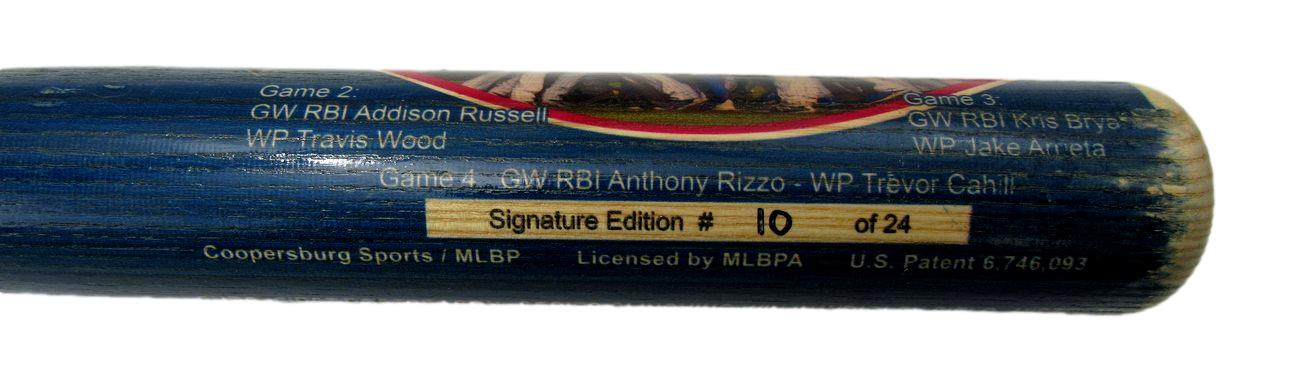 Game 2:
GW RBI Addison Russell
WP Travis Wood
Game 3:
GW RBI Kris Brya
WP Jake Arrieta
Game 4 GW RBI Anthony Rizzo - WP Trevor Cahill
Signature Edition # 10 of 24
Coopersburg Sports / MLBP Licensed by MLBPA U.S. Patent 6,746,093